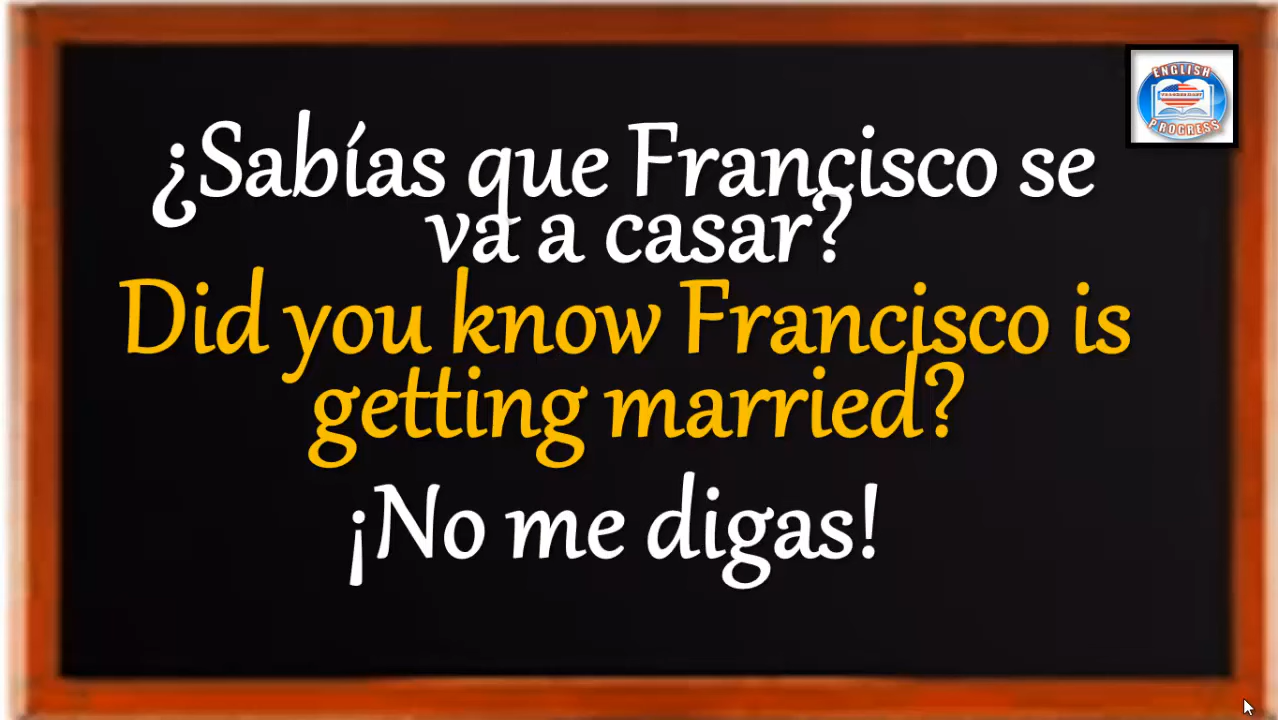 ENGLISH
PROGRESS
¿Sabías que Francisco se
va a casar?
Did you know Francisco is
getting married?
¡No me digas!